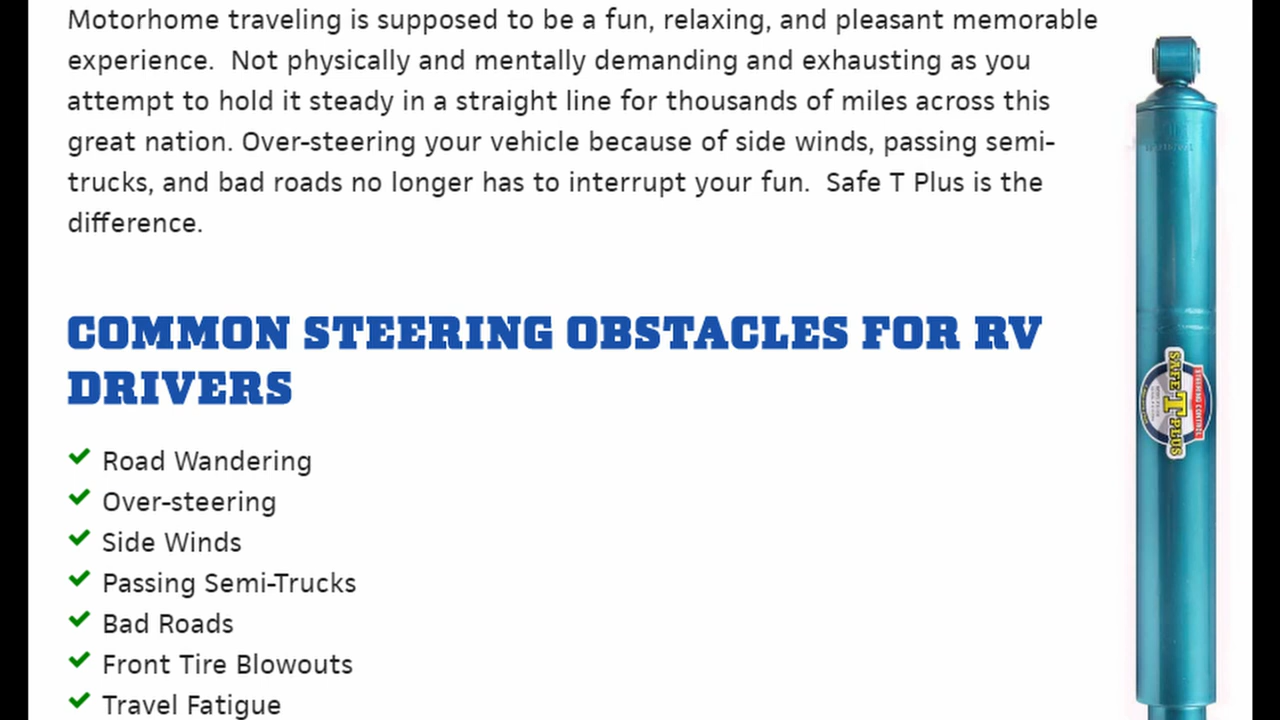 Motorhome traveling is supposed to be a fun, relaxing, and pleasant memorable
experience.  Not physically and mentally demanding and exhausting as you
attempt to hold it steady in a straight line for thousands of miles across this
great nation. Over-steering your vehicle because of side winds, passing semi-
trucks, and bad roads no longer has to interrupt your fun.  Safe T Plus is the
difference.
COMMON STEERING OBSTACLES FOR RV
DRIVERS
Road Wandering
Over-steering
Side Winds
Passing Semi-Trucks
Bad Roads
Front Tire Blowouts
Travel Fatigue
SAFE T PLUS
STEERING CONTROL